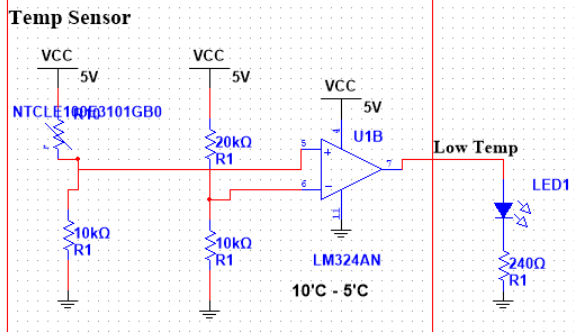 Temp Sensor
VCC
5V
NTCLE100E3101GB0
10kΩ
R1
VCC
5V
20kΩ
R1
10kΩ
R1
VCC
5V
U1B
5
+
6
−
4
11
7
LM324AN
10'C - 5'C
Low Temp
LED1
240Ω
R1